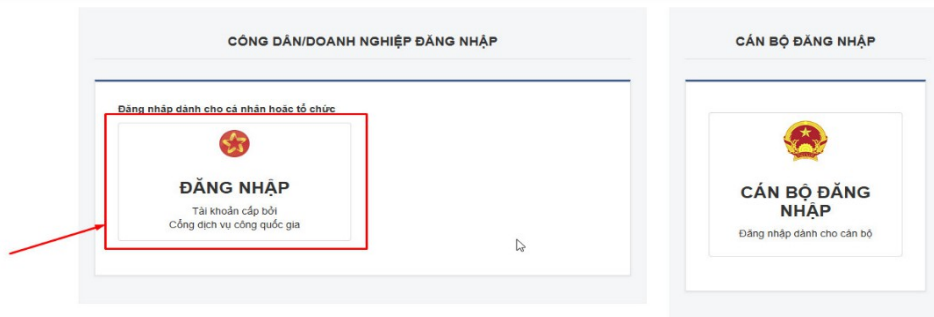 CÔNG DÂN/DOANH NGHIỆP ĐĂNG NHẬP
Đăng nhập dành cho cá nhân hoặc tổ chức
ĐĂNG NHẬP
Tài khoản cấp bởi
Cổng dịch vụ công quốc gia
CÁN BỘ ĐĂNG NHẬP
CÁN BỘ ĐĂNG
NHẬP
Đăng nhập dành cho cán bộ